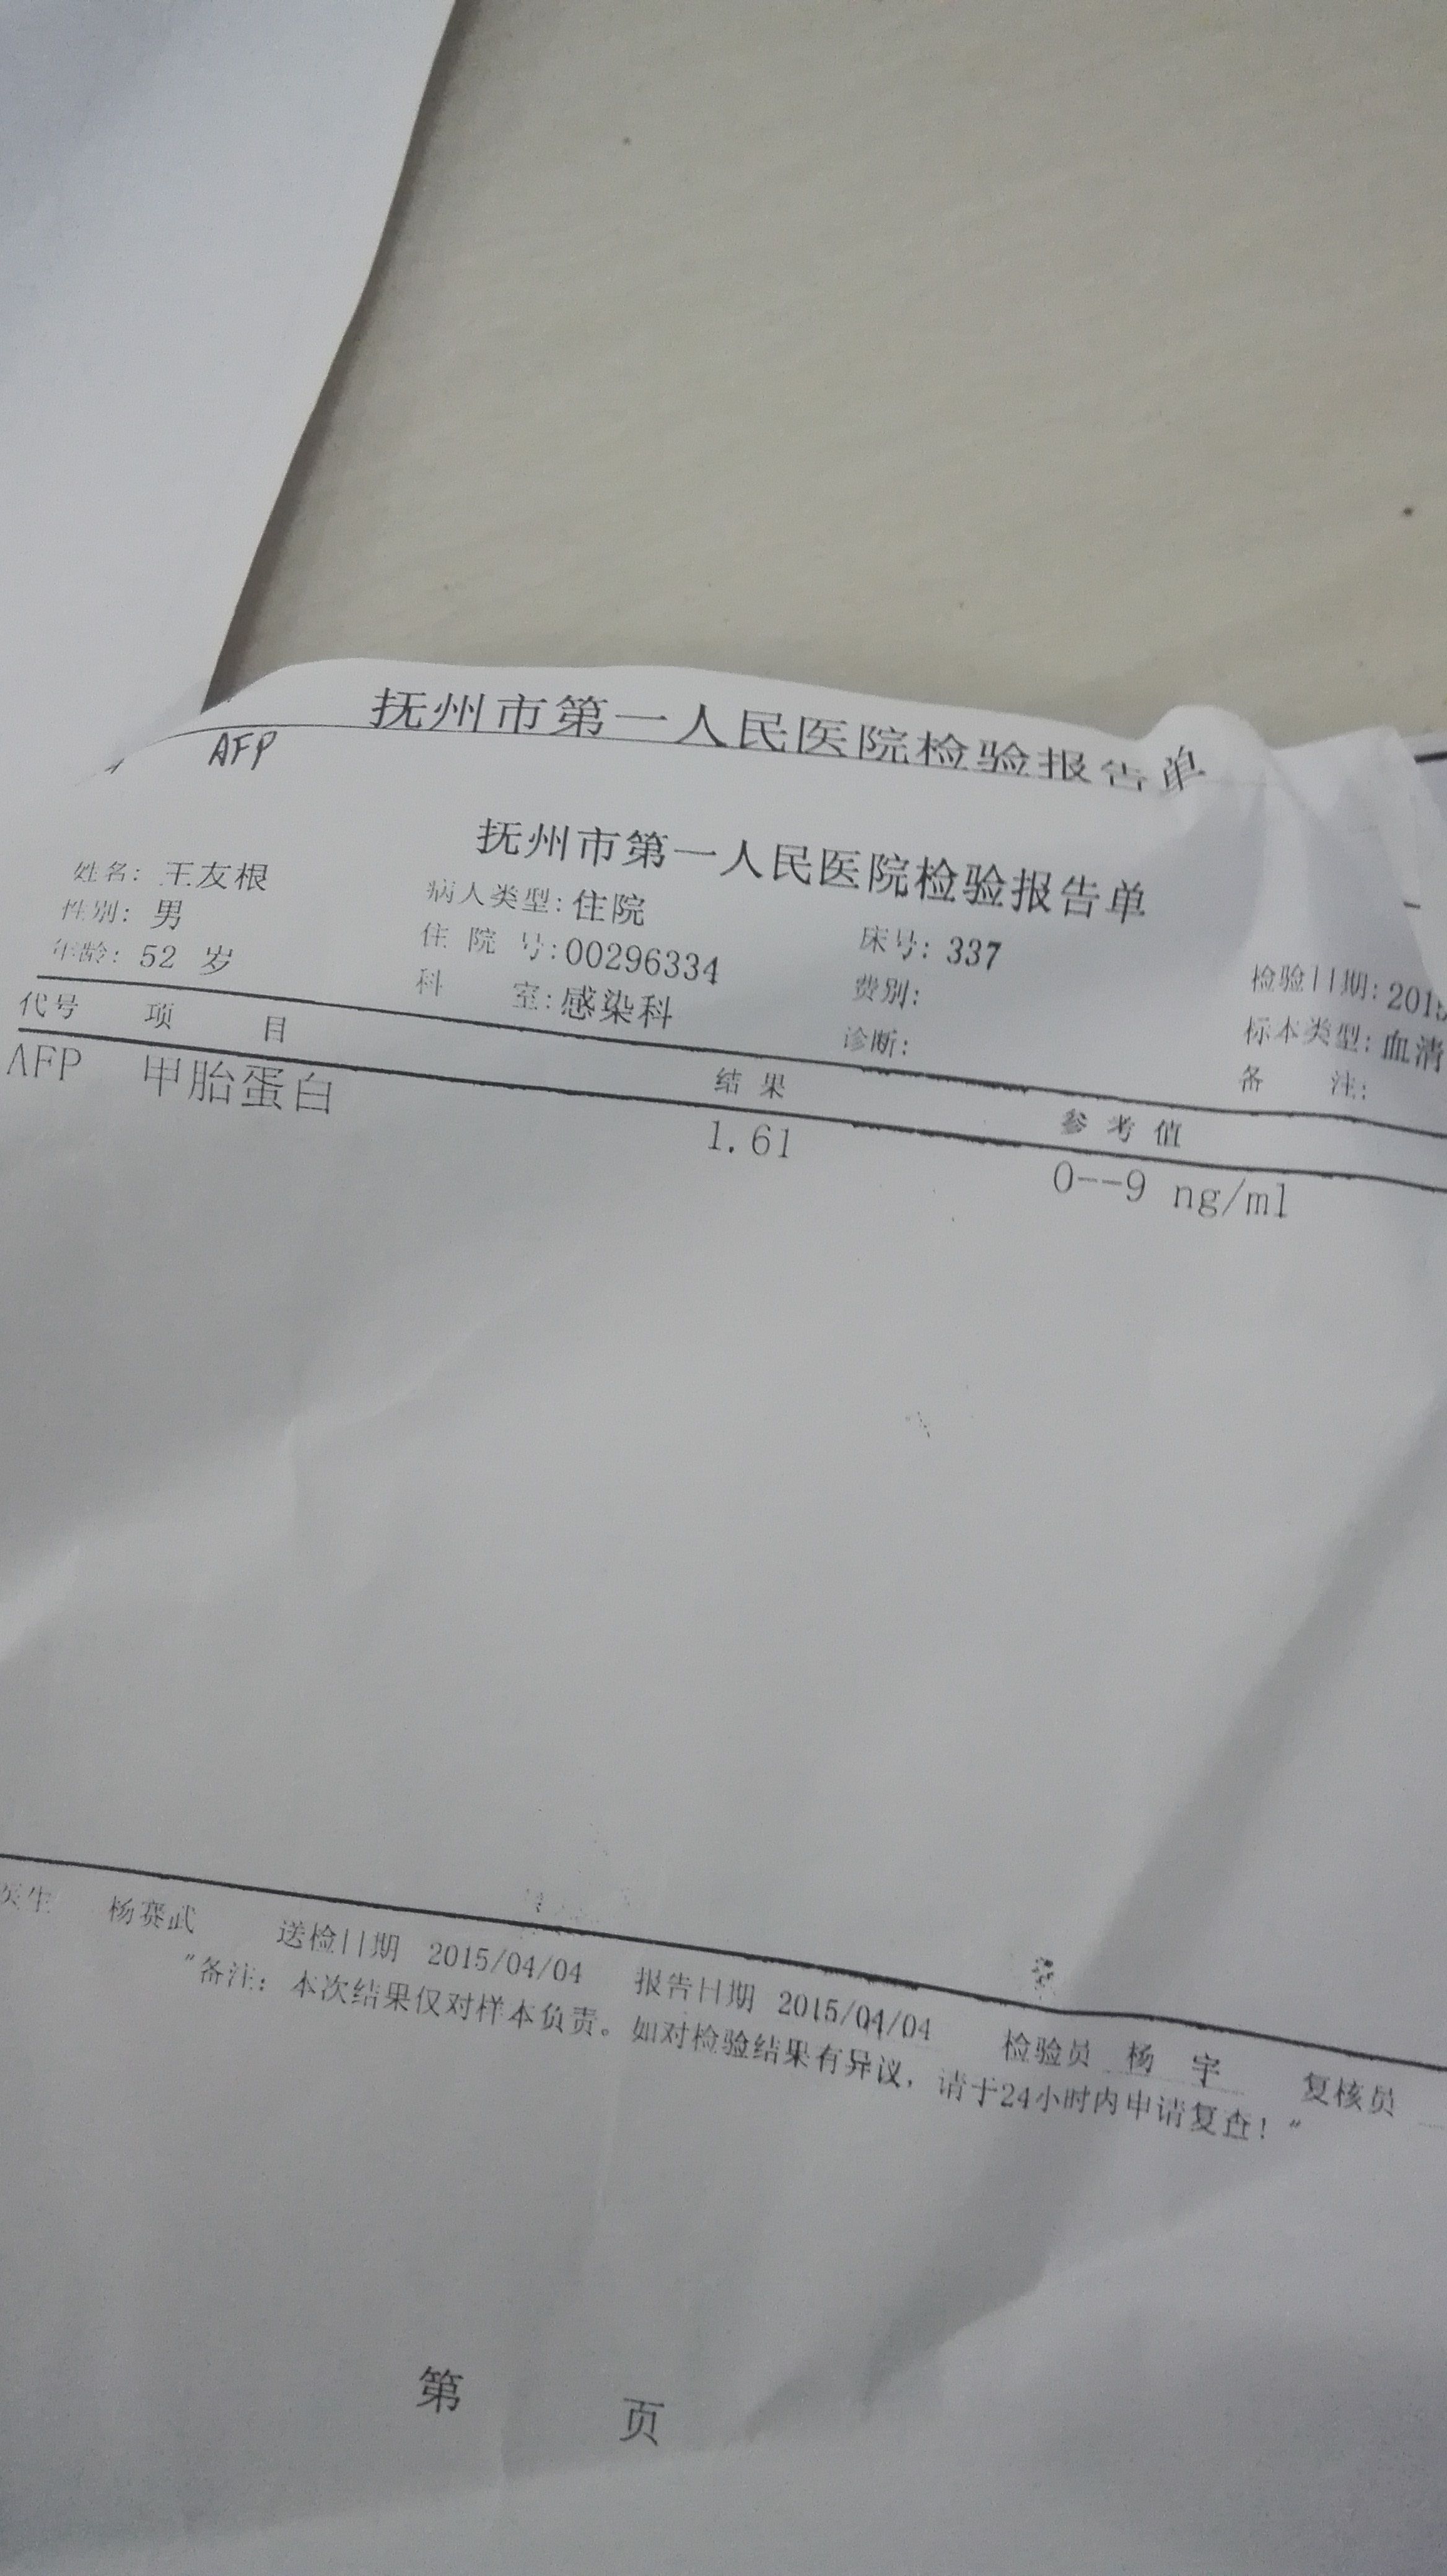 抚州市第一人民医院检验报告单
AFP
抚州市第一人民医院检验报告单
姓名: 王友根 病人类型: 住院 床号: 337 检验日期: 2015
性别: 男 住 院 号: 00296334 费别: 标本类型: 血清
年龄: 52 岁 科 室: 感染科 诊断: 备 注:
代号 项 目 结 果 参 考 值
AFP 甲胎蛋白 1.61 0--9 ng/ml
医生 杨赛武 送检日期 2015/04/04 报告日期 2015/04/04 检验员 杨 宇 复核员
"备注: 本次结果仅对样本负责。如对检验结果有异议, 请于24小时内申请复查! "
第 页